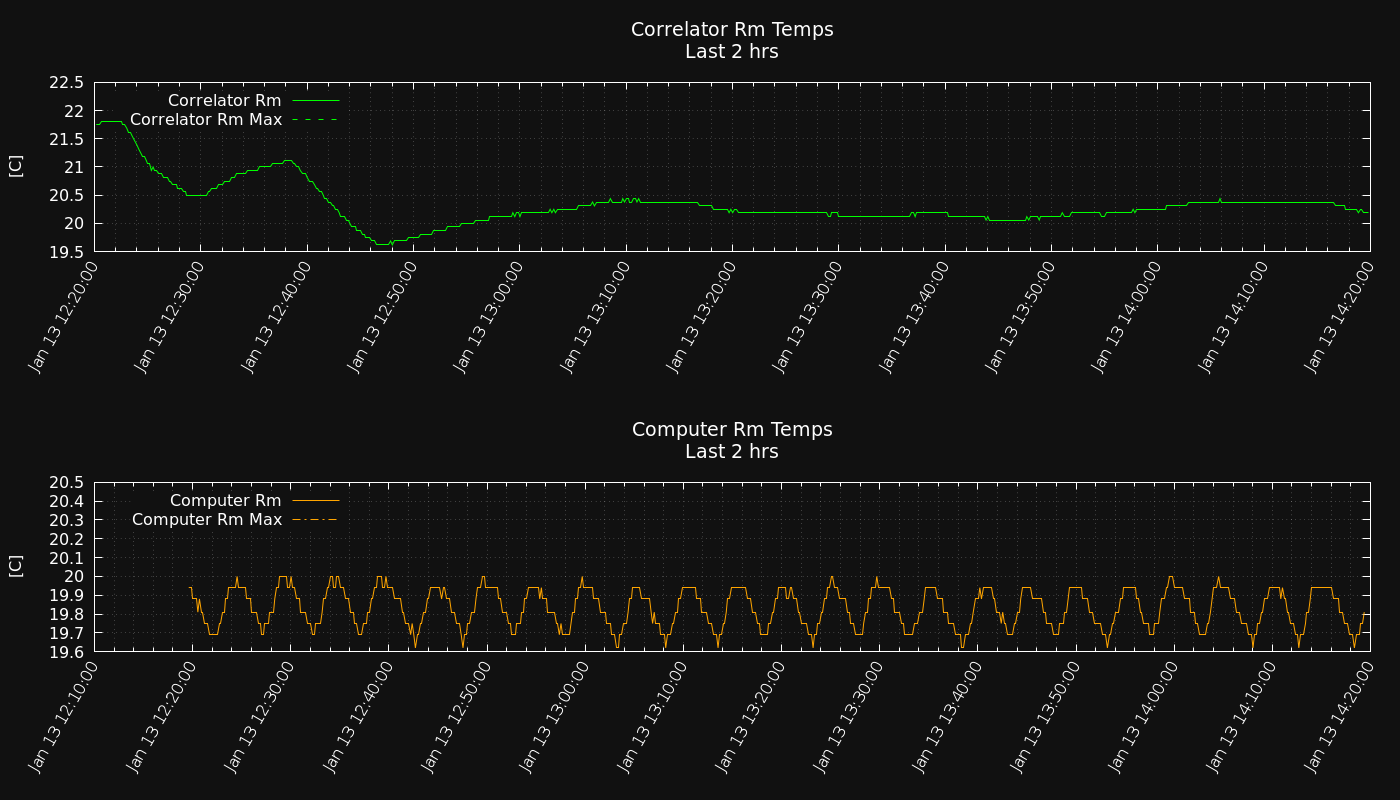 Correlator Rm Temps
Last 2 hrs
22.5
22
21.5
21
20.5
20
19.5
[C]
Correlator Rm
Correlator Rm Max
Jan 13 12:20:00
Jan 13 12:30:00
Jan 13 12:40:00
Jan 13 12:50:00
Jan 13 13:00:00
Jan 13 13:10:00
Jan 13 13:20:00
Jan 13 13:30:00
Jan 13 13:40:00
Jan 13 13:50:00
Jan 13 14:00:00
Jan 13 14:10:00
Jan 13 14:20:00
Computer Rm Temps
Last 2 hrs
20.5
20.4
20.3
20.2
20.1
20
19.9
19.8
19.7
19.6
[C]
Computer Rm
Computer Rm Max
Jan 13 12:10:00
Jan 13 12:20:00
Jan 13 12:30:00
Jan 13 12:40:00
Jan 13 12:50:00
Jan 13 13:00:00
Jan 13 13:10:00
Jan 13 13:20:00
Jan 13 13:30:00
Jan 13 13:40:00
Jan 13 13:50:00
Jan 13 14:00:00
Jan 13 14:10:00
Jan 13 14:20:00